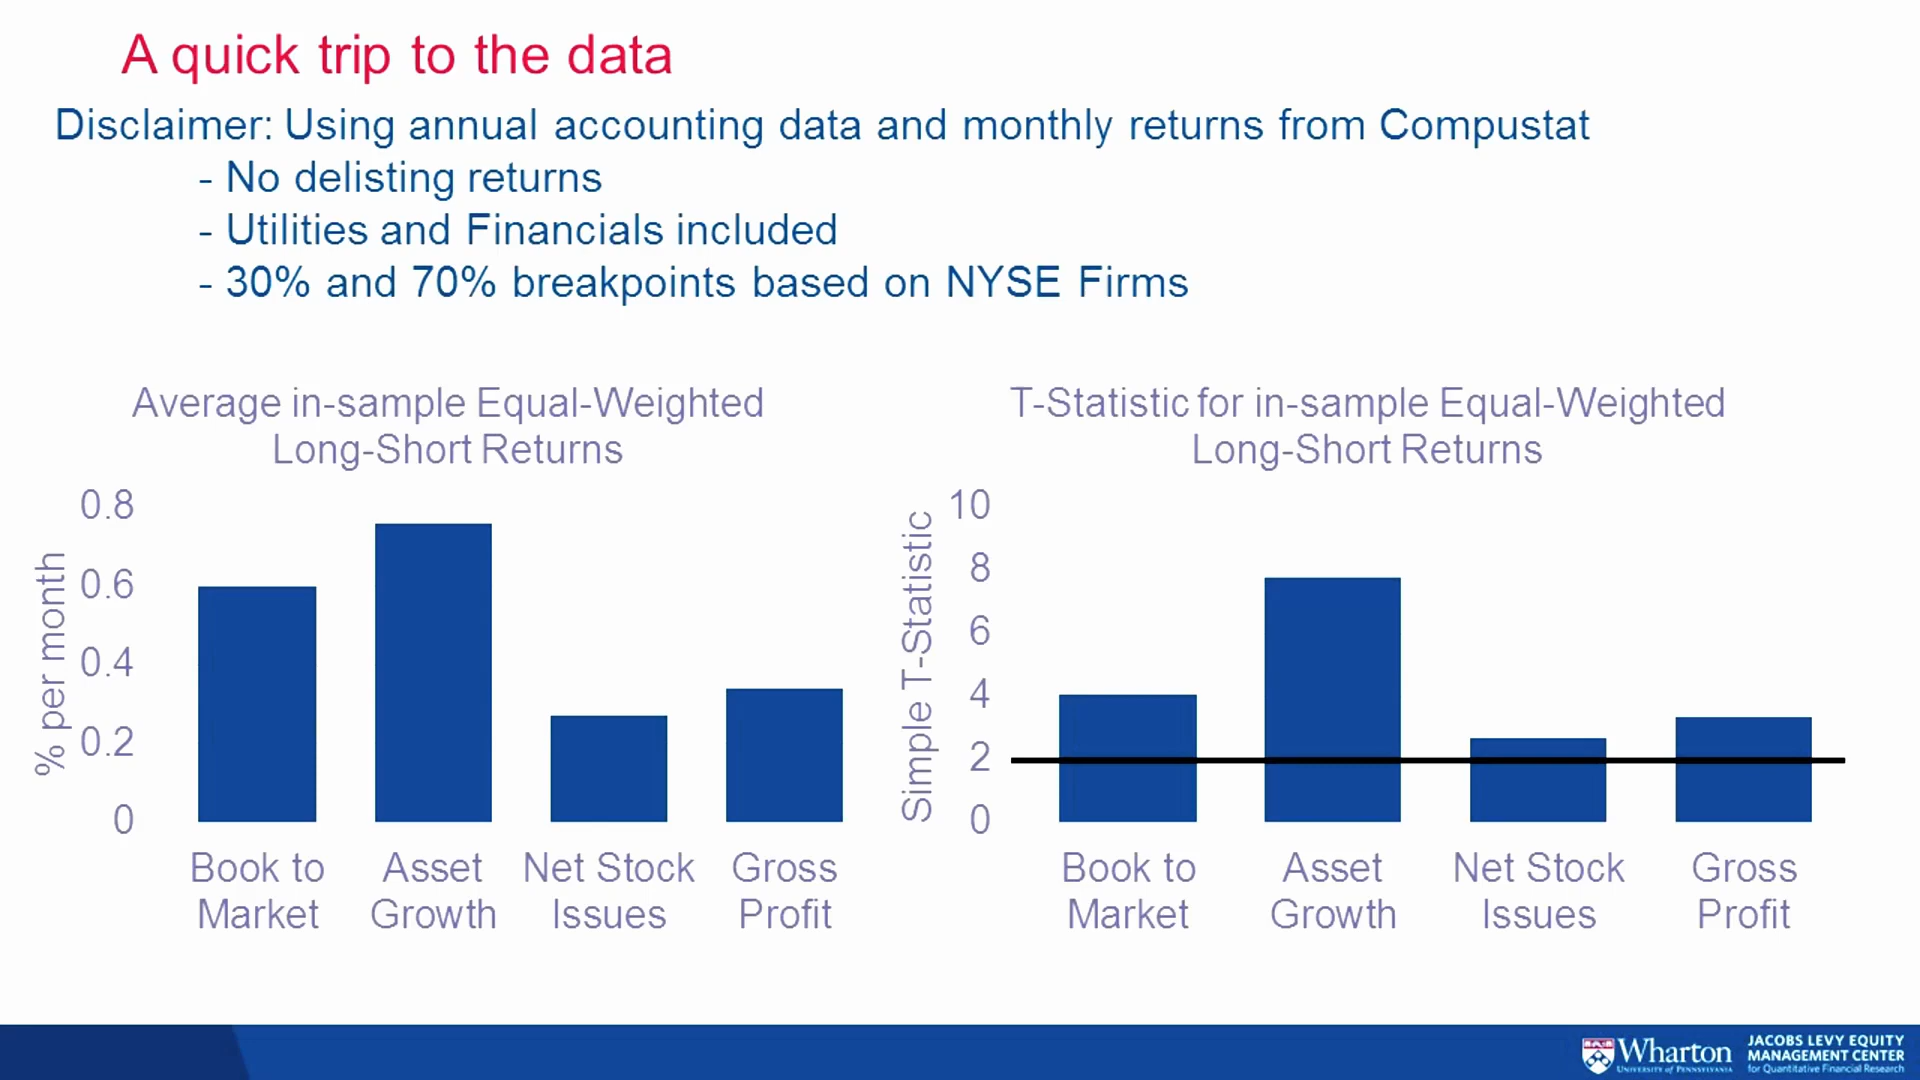 A quick trip to the data
Disclaimer: Using annual accounting data and monthly returns from Compustat
- No delisting returns
- Utilities and Financials included
- 30% and 70% breakpoints based on NYSE Firms
Average in-sample Equal-Weighted
Long-Short Returns
% per month
0.8
0.6
0.4
0.2
0
Book to
Market
Asset
Growth
Net Stock
Issues
Gross
Profit
T-Statistic for in-sample Equal-Weighted
Long-Short Returns
Simple T-Statistic
10
8
6
4
2
0
Book to
Market
Asset
Growth
Net Stock
Issues
Gross
Profit
Wharton
UNIVERSITY of PENNSYLVANIA
JACOBS LEVY EQUITY
MANAGEMENT CENTER
for Quantitative Financial Research